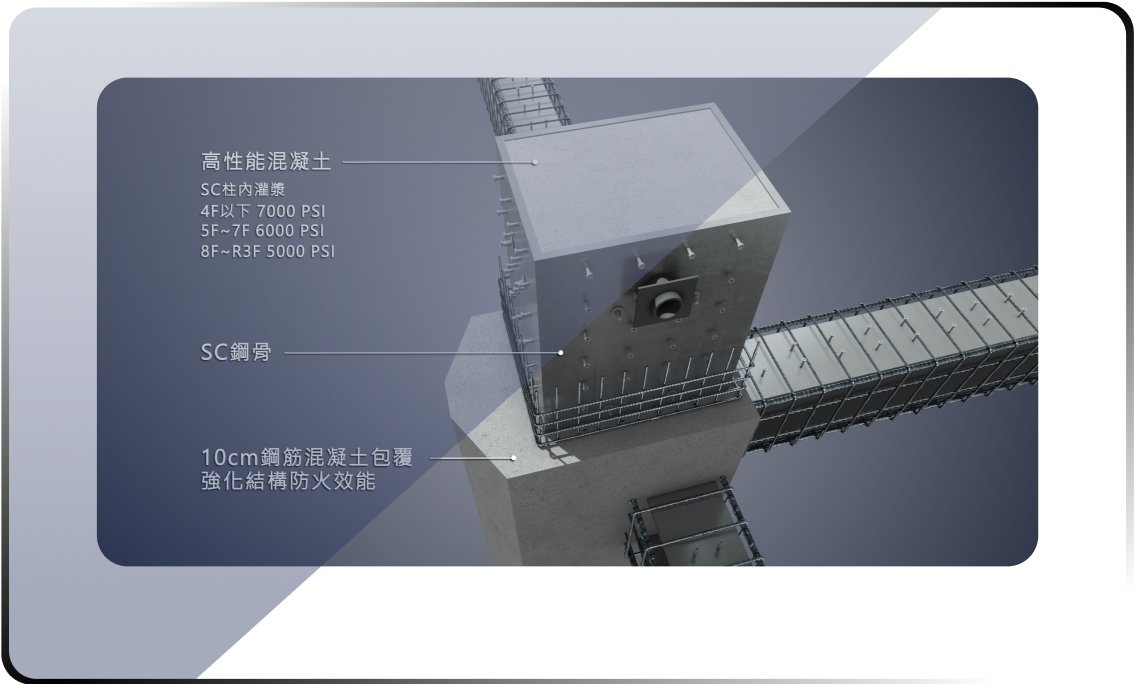 高性能混凝土
SC柱內灌漿
4F以下 7000 PSI
5F~7F 6000 PSI
8F~R3F 5000 PSI
SC鋼骨
10cm鋼筋混凝土包覆
強化結構防火效能